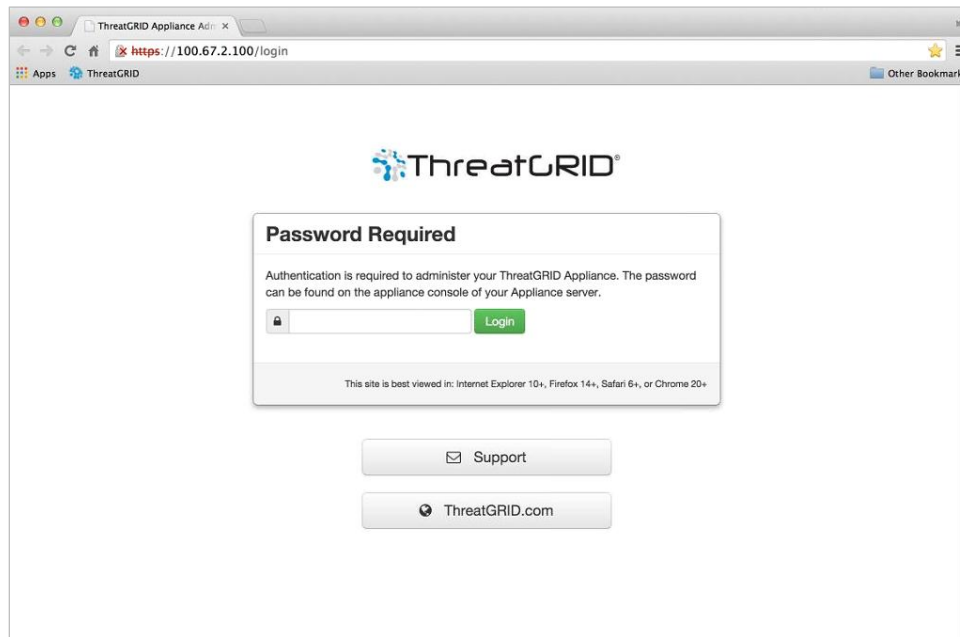 ThreatGRID Appliance Adm
https://100.67.2.100/login
Apps ThreatGRID Other Bookmark
ThreatGRID®
Password Required
Authentication is required to administer your ThreatGRID Appliance. The password
can be found on the appliance console of your Appliance server.
Login
This site is best viewed in: Internet Explorer 10+, Firefox 14+, Safari 6+, or Chrome 20+
Support
ThreatGRID.com